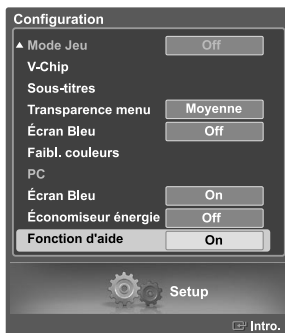 Configuration
▲ Mode Jeu Off
V-Chip
Sous-titres
Transparence menu Moyenne
Écran Bleu Off
Faibl. couleurs
PC
Écran Bleu On
Économiseur énergie Off
Fonction d'aide On
Setup
Intro.